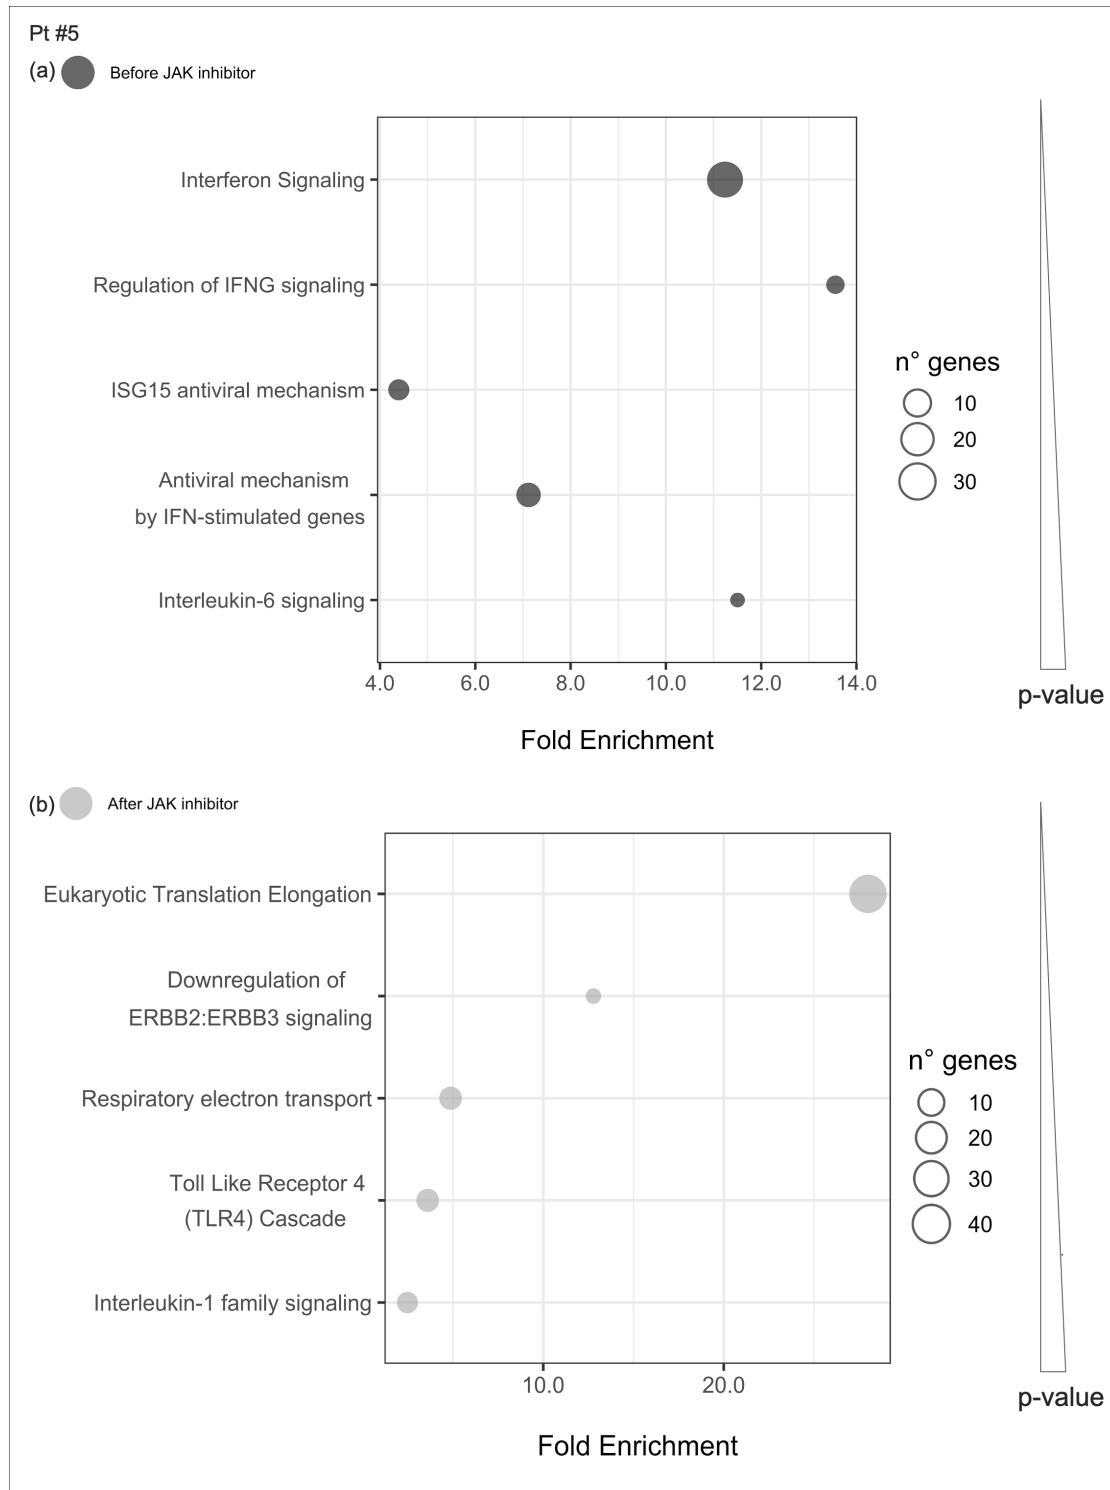 Pt #5
(a) Before JAK inhibitor
Interferon Signaling
Regulation of IFNG signaling
ISG15 antiviral mechanism
Antiviral mechanism
by IFN-stimulated genes
Interleukin-6 signaling
4.0 6.0 8.0 10.0 12.0 14.0
Fold Enrichment
n° genes
10
20
30
p-value
(b) After JAK inhibitor
Eukaryotic Translation Elongation
Downregulation of
ERBB2:ERBB3 signaling
Respiratory electron transport
Toll Like Receptor 4
(TLR4) Cascade
Interleukin-1 family signaling
10.0 20.0
Fold Enrichment
n° genes
10
20
30
40
p-value